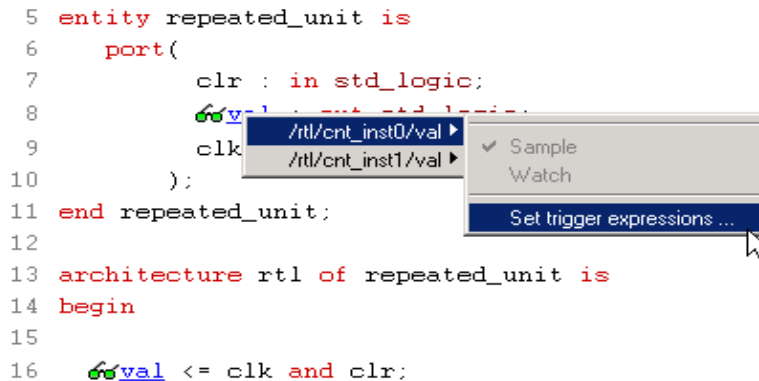 5 entity repeated_unit is
6 port(
7 clr : in std_logic;
8 val : out std_logic;
/rtl/cnt_inst0/val
Sample
9 clk
/rtl/cnt_inst1/val
Watch
10 );
11 end repeated_unit;
Set trigger expressions ...
12
13 architecture rtl of repeated_unit is
14 begin
15
16 val <= clk and clr;